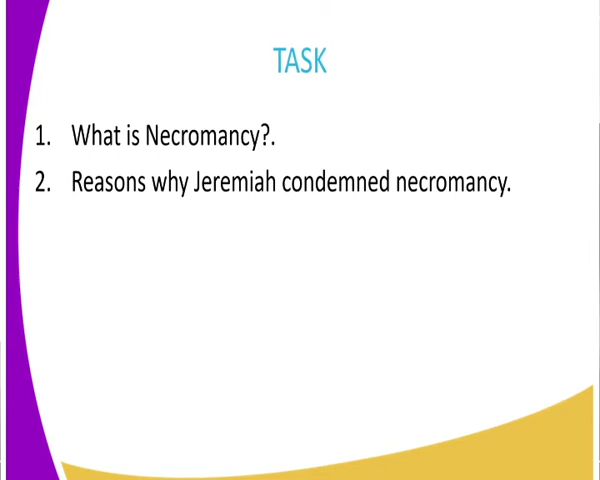 TASK
1. What is Necromancy?.
2. Reasons why Jeremiah condemned necromancy.